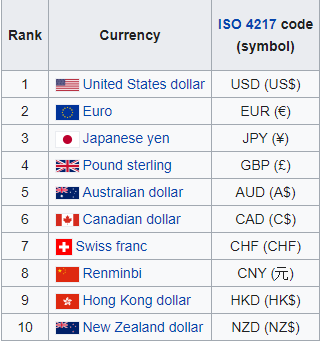 Rank Currency ISO 4217 code
(symbol)
1 United States dollar USD (US$)
2 Euro EUR (€)
3 Japanese yen JPY (¥)
4 Pound sterling GBP (£)
5 Australian dollar AUD (A$)
6 Canadian dollar CAD (C$)
7 Swiss franc CHF (CHF)
8 Renminbi CNY (元)
9 Hong Kong dollar HKD (HK$)
10 New Zealand dollar NZD (NZ$)